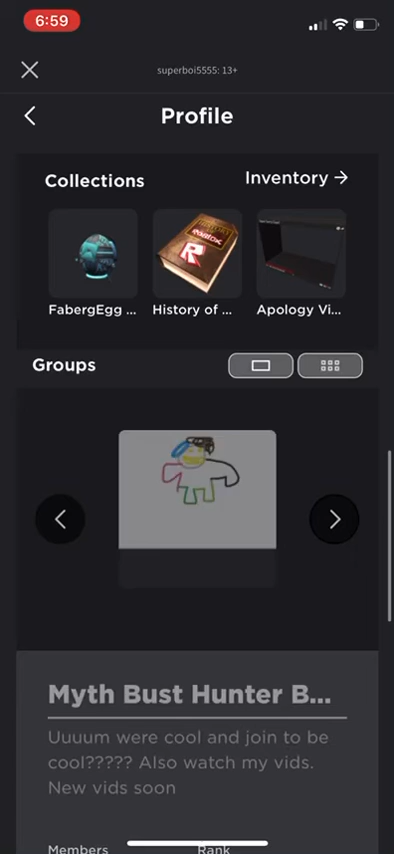 6:59
superboi5555: 13+
Profile
Collections
Inventory →
ROBLOX
FabergEgg ...
History of ...
Apology Vi...
Groups
Myth Bust Hunter B...
Uuuum were cool and join to be
cool????? Also watch my vids.
New vids soon
Members
Rank